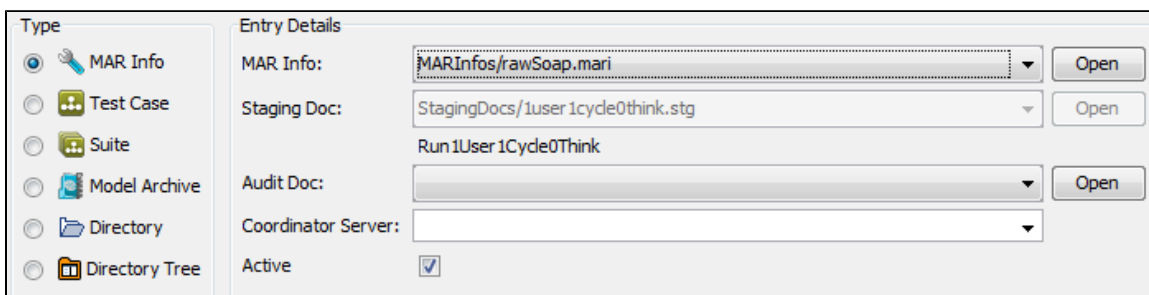 Type
MAR Info
Test Case
Suite
Model Archive
Directory
Directory Tree
Entry Details
MAR Info: MARInfos/rawSoap.mari Open
Staging Doc: StagingDocs/1user1cycle0think.stg Open
Run1User1Cycle0Think
Audit Doc: Open
Coordinator Server:
Active